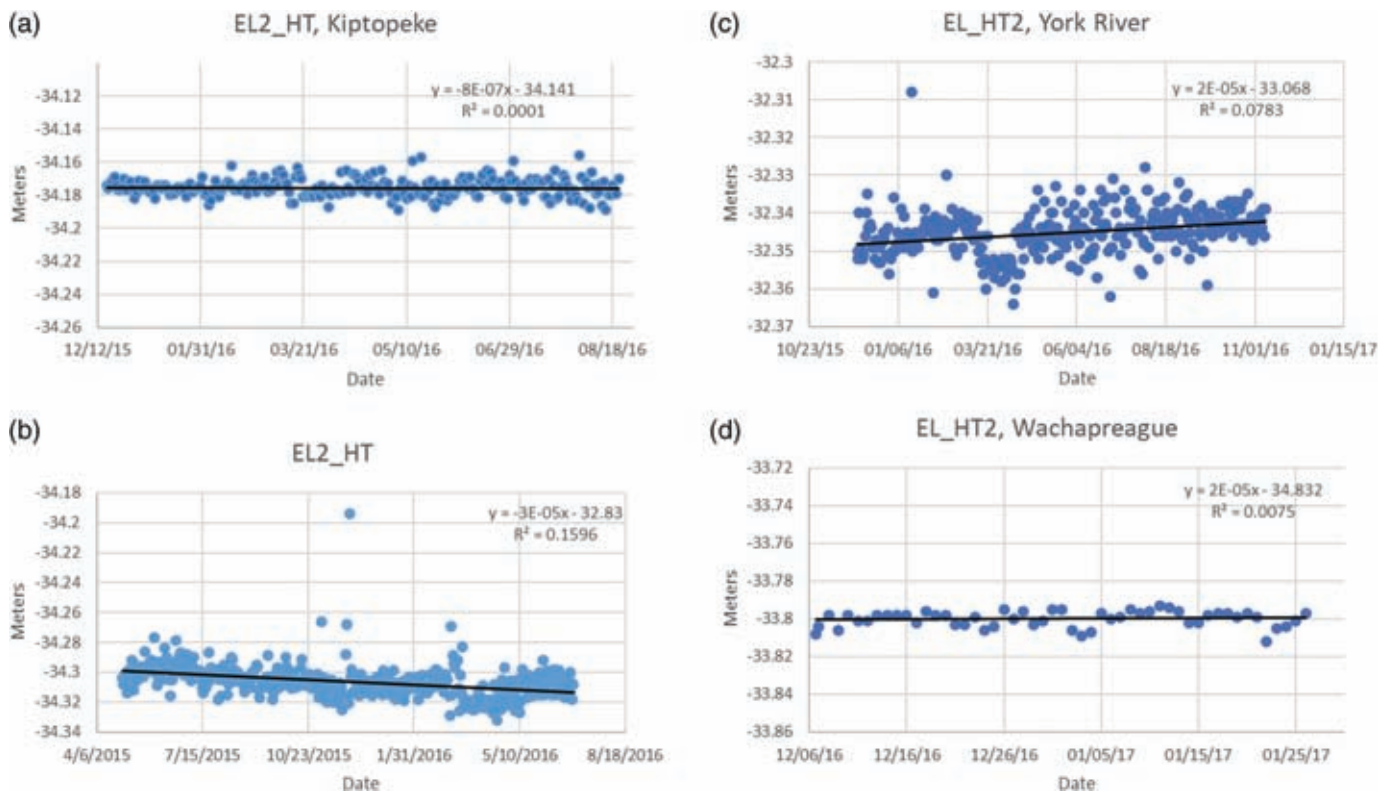 (a)
EL2_HT, Kiptopeke
y = -8E-07x - 34.141
R² = 0.0001
-34.12
-34.14
-34.16
-34.18
-34.2
-34.22
-34.24
-34.26
Meters
12/12/15 01/31/16 03/21/16 05/10/16 06/29/16 08/18/16
Date
(c)
EL_HT2, York River
y = 2E-05x - 33.068
R² = 0.0783
-32.3
-32.31
-32.32
-32.33
-32.34
-32.35
-32.36
-32.37
Meters
10/23/15 01/06/16 03/21/16 06/04/16 08/18/16 11/01/16 01/15/17
Date
(b)
EL2_HT
y = -3E-05x - 32.83
R² = 0.1596
-34.18
-34.2
-34.22
-34.24
-34.26
-34.28
-34.3
-34.32
-34.34
Meters
4/6/2015 7/15/2015 10/23/2015 1/31/2016 5/10/2016 8/18/2016
Date
(d)
EL_HT2, Wachapreague
y = 2E-05x - 34.832
R² = 0.0075
-33.72
-33.74
-33.76
-33.78
-33.8
-33.82
-33.84
-33.86
Meters
12/06/16 12/16/16 12/26/16 01/05/17 01/15/17 01/25/17
Date